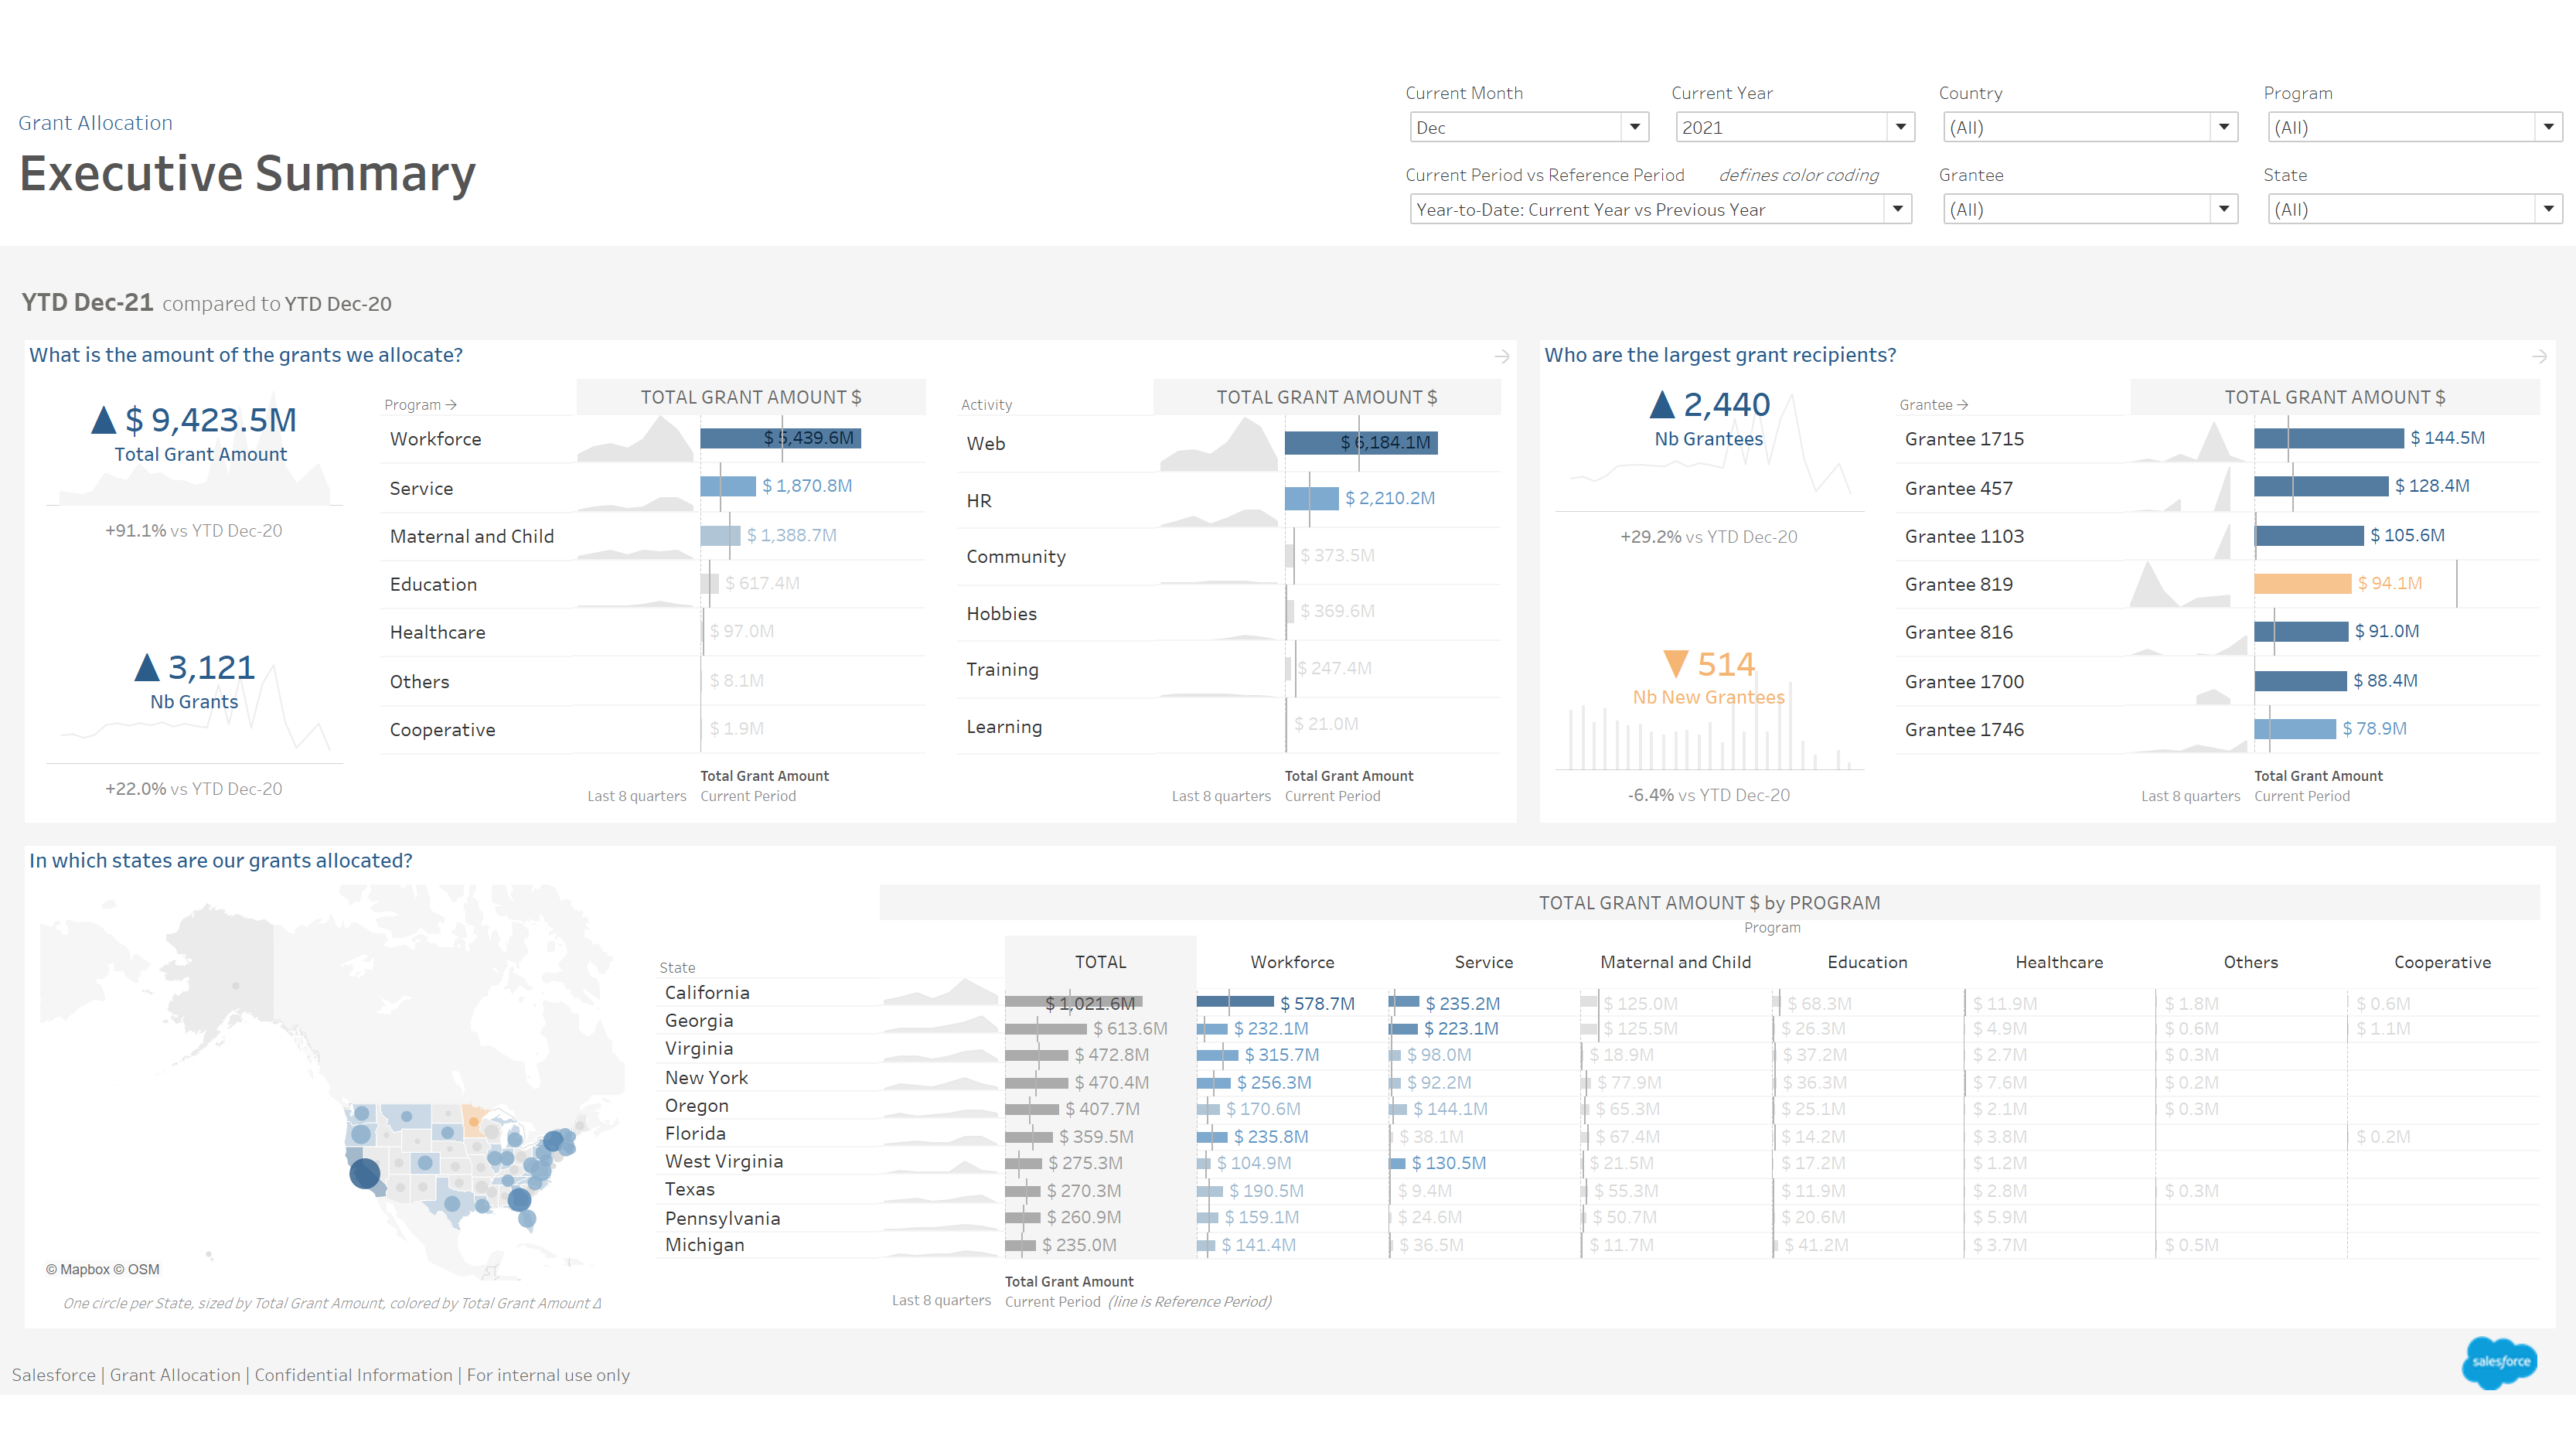 Grant Allocation
Executive Summary
Current Month
Current Year
Country
Program
Dec
2021
(All)
(All)
Current Period vs Reference Period defines color coding
Grantee
State
Year-to-Date: Current Year vs Previous Year
(All)
(All)
YTD Dec-21 compared to YTD Dec-20
What is the amount of the grants we allocate? →
▲ $ 9,423.5M
Total Grant Amount
+91.1% vs YTD Dec-20
▲ 3,121
Nb Grants
+22.0% vs YTD Dec-20
Program → TOTAL GRANT AMOUNT $
Workforce $ 5,439.6M
Service $ 1,870.8M
Maternal and Child $ 1,388.7M
Education $ 617.4M
Healthcare $ 97.0M
Others $ 8.1M
Cooperative $ 1.9M
Total Grant Amount
Last 8 quarters Current Period
Activity TOTAL GRANT AMOUNT $
Web $ 6,184.1M
HR $ 2,210.2M
Community $ 373.5M
Hobbies $ 369.6M
Training $ 247.4M
Learning $ 21.0M
Total Grant Amount
Last 8 quarters Current Period
Who are the largest grant recipients? →
▲ 2,440
Nb Grantees
+29.2% vs YTD Dec-20
▼ 514
Nb New Grantees
-6.4% vs YTD Dec-20
Grantee → TOTAL GRANT AMOUNT $
Grantee 1715 $ 144.5M
Grantee 457 $ 128.4M
Grantee 1103 $ 105.6M
Grantee 819 $ 94.1M
Grantee 816 $ 91.0M
Grantee 1700 $ 88.4M
Grantee 1746 $ 78.9M
Total Grant Amount
Last 8 quarters Current Period
In which states are our grants allocated?
© Mapbox © OSM
One circle per State, sized by Total Grant Amount, colored by Total Grant Amount Δ
TOTAL GRANT AMOUNT $ by PROGRAM
Program
State TOTAL Workforce Service Maternal and Child Education Healthcare Others Cooperative
California $ 1,021.6M $ 578.7M $ 235.2M $ 125.0M $ 68.3M $ 11.9M $ 1.8M $ 0.6M
Georgia $ 613.6M $ 232.1M $ 223.1M $ 125.5M $ 26.3M $ 4.9M $ 0.6M $ 1.1M
Virginia $ 472.8M $ 315.7M $ 98.0M $ 18.9M $ 37.2M $ 2.7M $ 0.3M
New York $ 470.4M $ 256.3M $ 92.2M $ 77.9M $ 36.3M $ 7.6M $ 0.2M
Oregon $ 407.7M $ 170.6M $ 144.1M $ 65.3M $ 25.1M $ 2.1M $ 0.3M
Florida $ 359.5M $ 235.8M $ 38.1M $ 67.4M $ 14.2M $ 3.8M $ 0.2M
West Virginia $ 275.3M $ 104.9M $ 130.5M $ 21.5M $ 17.2M $ 1.2M
Texas $ 270.3M $ 190.5M $ 9.4M $ 55.3M $ 11.9M $ 2.8M $ 0.3M
Pennsylvania $ 260.9M $ 159.1M $ 24.6M $ 50.7M $ 20.6M $ 5.9M
Michigan $ 235.0M $ 141.4M $ 36.5M $ 11.7M $ 41.2M $ 3.7M $ 0.5M
Total Grant Amount
Last 8 quarters Current Period (line is Reference Period)
Salesforce | Grant Allocation | Confidential Information | For internal use only
salesforce